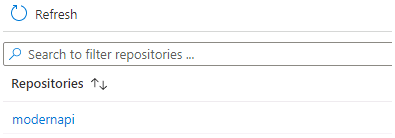 Refresh
Search to filter repositories ...
Repositories ↑↓
modernapi